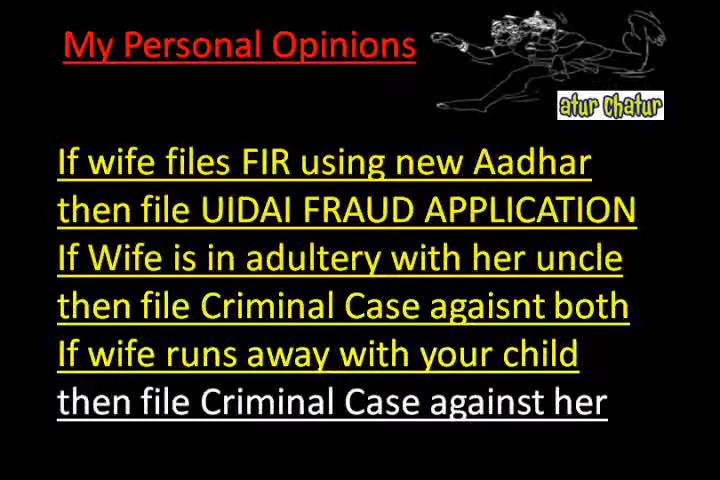 My Personal Opinions
atur chatur
If wife files FIR using new Aadhar
then file UIDAI FRAUD APPLICATION
If Wife is in adultery with her uncle
then file Criminal Case agaisnt both
If wife runs away with your child
then file Criminal Case against her